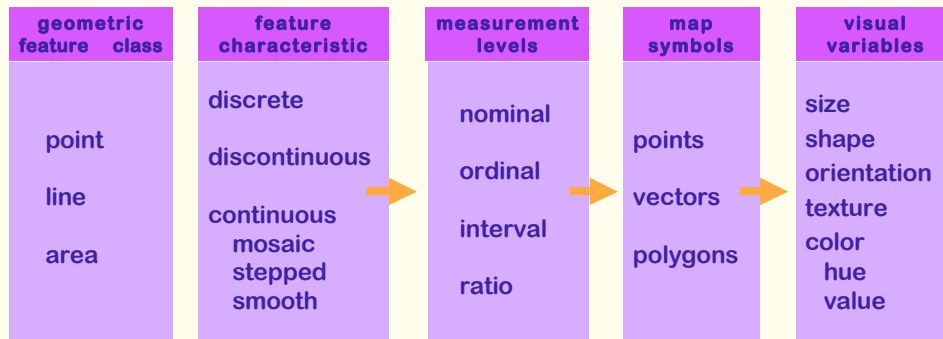 geometric
feature class
point
line
area
feature
characteristic
discrete
discontinuous
continuous
mosaic
stepped
smooth
measurement
levels
nominal
ordinal
interval
ratio
map
symbols
points
vectors
polygons
visual
variables
size
shape
orientation
texture
color
hue
value